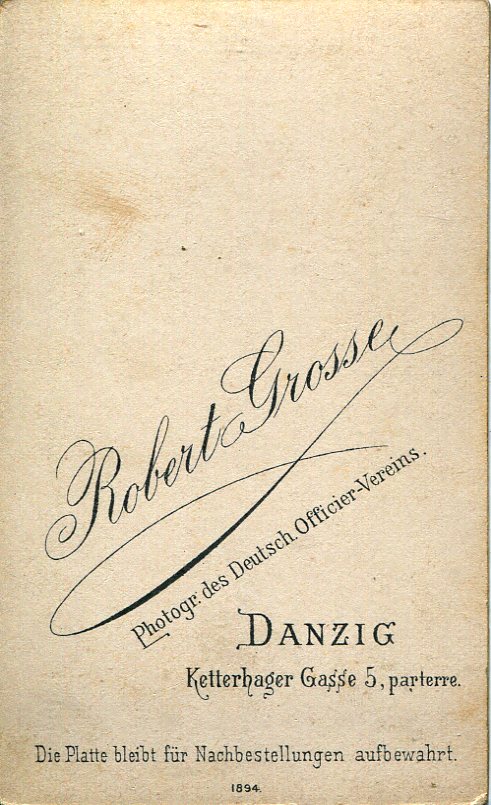 Robert Grosse
Photogr. des Deutsch. Officier-Vereins.
DANZIG
Ketterhager Gasse 5, parterre.
Die Platte bleibt für Nachbestellungen aufbewahrt.
1894.